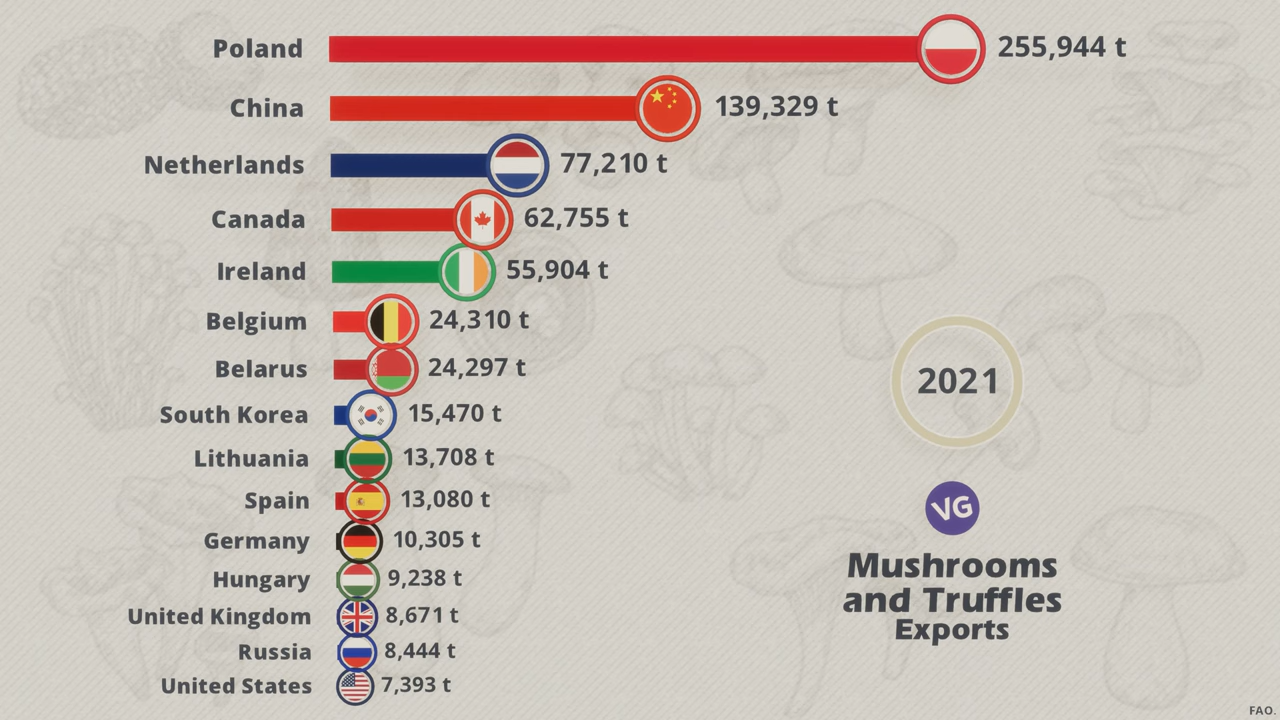 Poland 255,944 t
China 139,329 t
Netherlands 77,210 t
Canada 62,755 t
Ireland 55,904 t
Belgium 24,310 t
Belarus 24,297 t
South Korea 15,470 t
Lithuania 13,708 t
Spain 13,080 t
Germany 10,305 t
Hungary 9,238 t
United Kingdom 8,671 t
Russia 8,444 t
United States 7,393 t
2021
VG
Mushrooms
and Truffles
Exports
FAO.